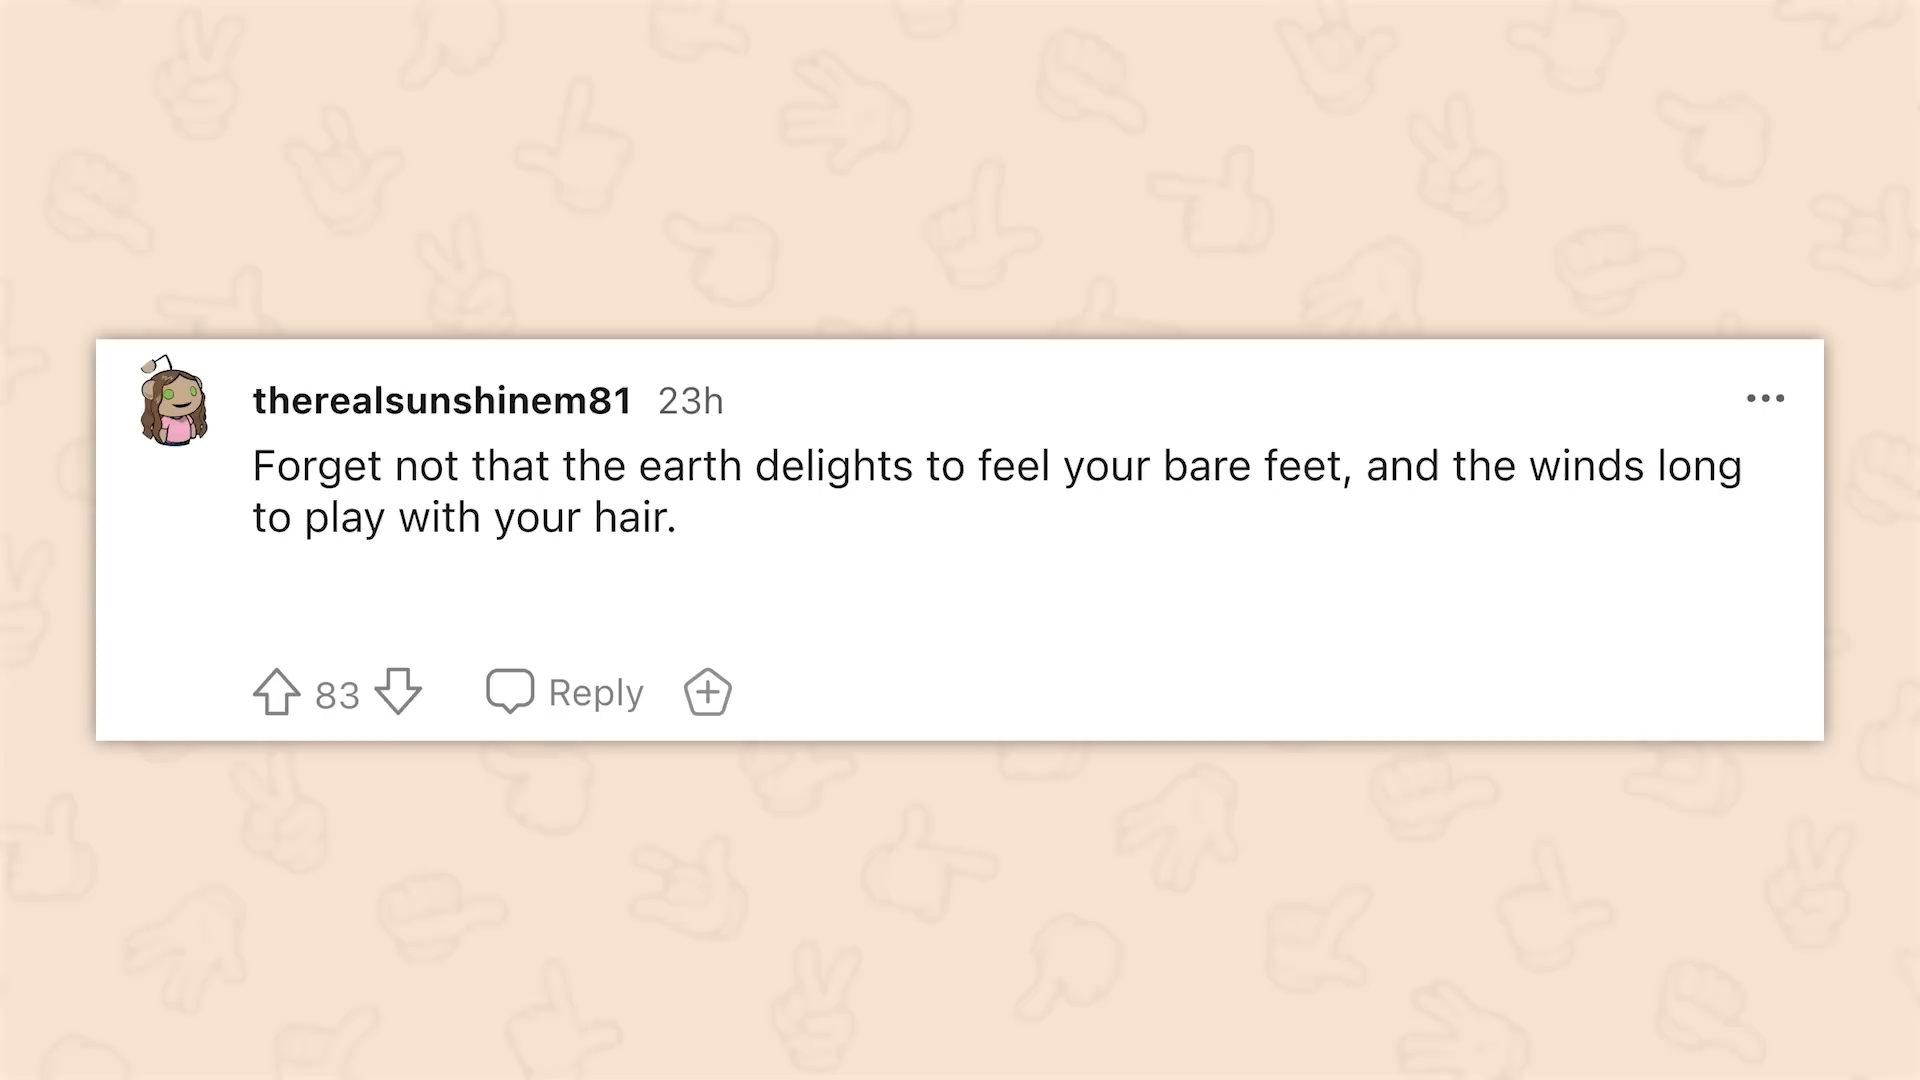 therealsunshinem81 23h
Forget not that the earth delights to feel your bare feet, and the winds long
to play with your hair.
83 Reply